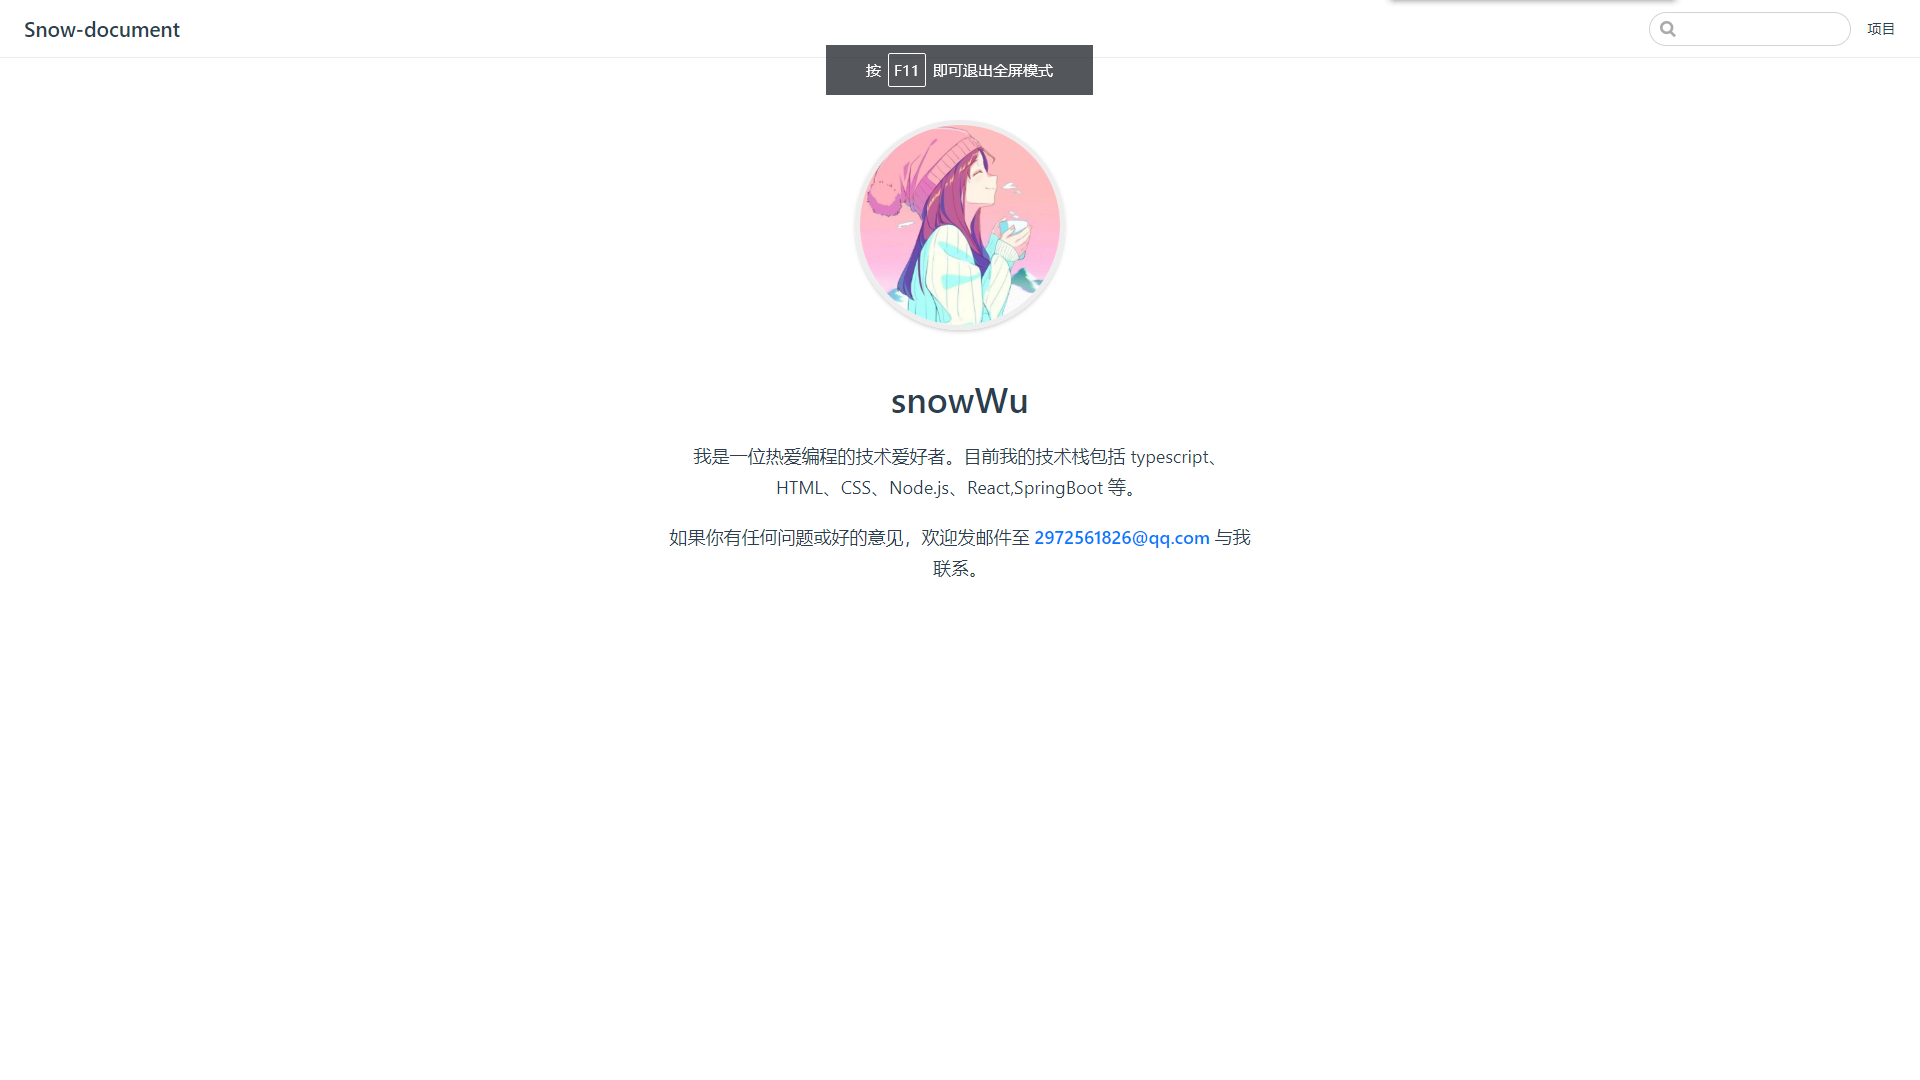 Snow-document
项目
按 F11 即可退出全屏模式
snowWu
我是一位热爱编程的技术爱好者。目前我的技术栈包括 typescript、
HTML、CSS、Node.js、React,SpringBoot 等。
如果你有任何问题或好的意见，欢迎发邮件至 2972561826@qq.com 与我
联系。